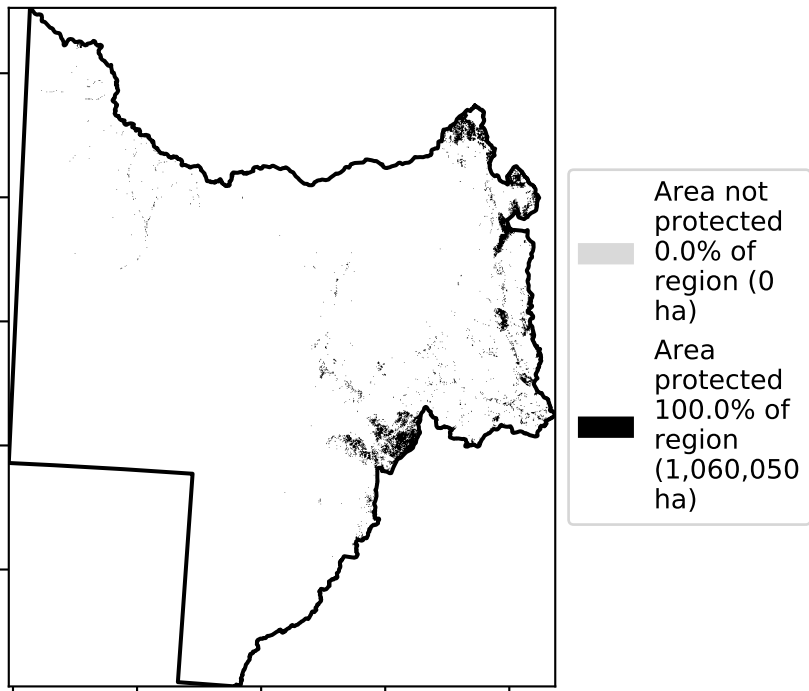 Area not
protected
0.0% of
region (0
ha)
Area
protected
100.0% of
region
(1,060,050
ha)